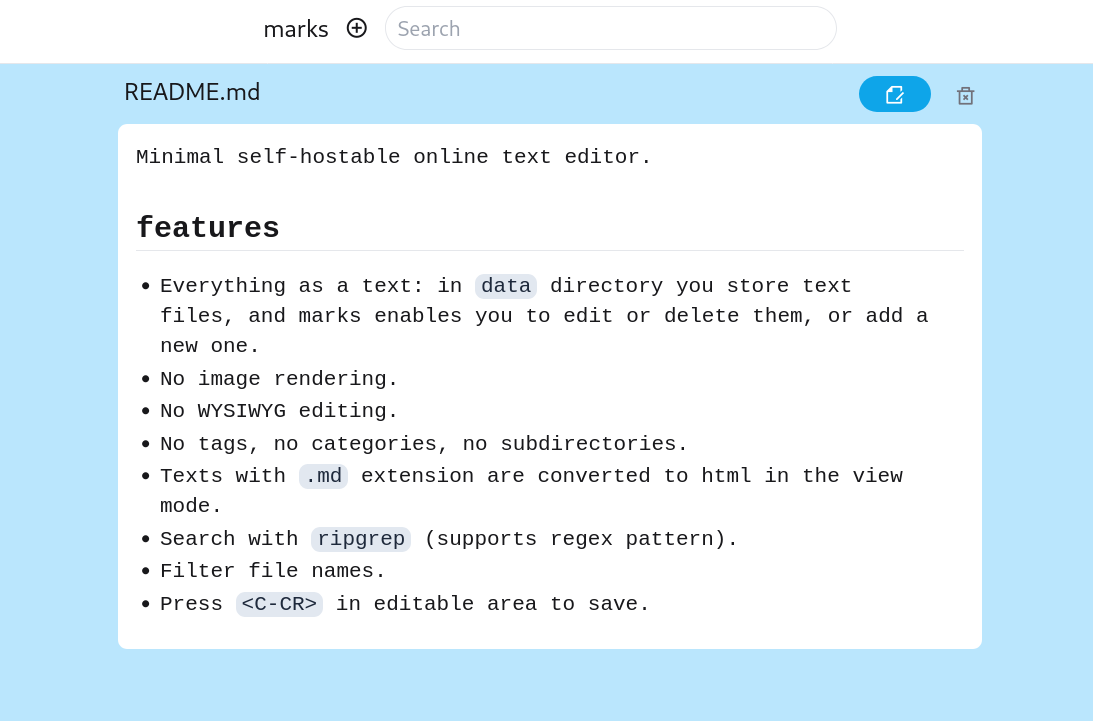 marks
Search
README.md
Minimal self-hostable online text editor.
features
Everything as a text: in data directory you store text
files, and marks enables you to edit or delete them, or add a
new one.
No image rendering.
No WYSIWYG editing.
No tags, no categories, no subdirectories.
Texts with .md extension are converted to html in the view
mode.
Search with ripgrep (supports regex pattern).
Filter file names.
Press <C-CR> in editable area to save.